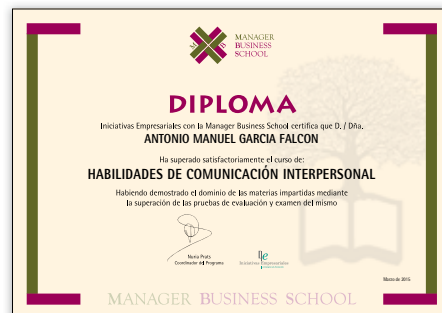 M B
MANAGER
BUSINESS
SCHOOL
DIPLOMA
Iniciativas Empresariales con la Manager Business School certifica que D. / Dña.
ANTONIO MANUEL GARCIA FALCON
Ha superado satisfactoriamente el curso de:
HABILIDADES DE COMUNICACIÓN INTERPERSONAL
Habiendo demostrado el dominio de las materias impartidas mediante
la superación de las pruebas de evaluación y examen del mismo
Nuria Prats
Coordinador del Programa
Iniciativas Empresariales
Marzo de 2015
MANAGER BUSINESS SCHOOL